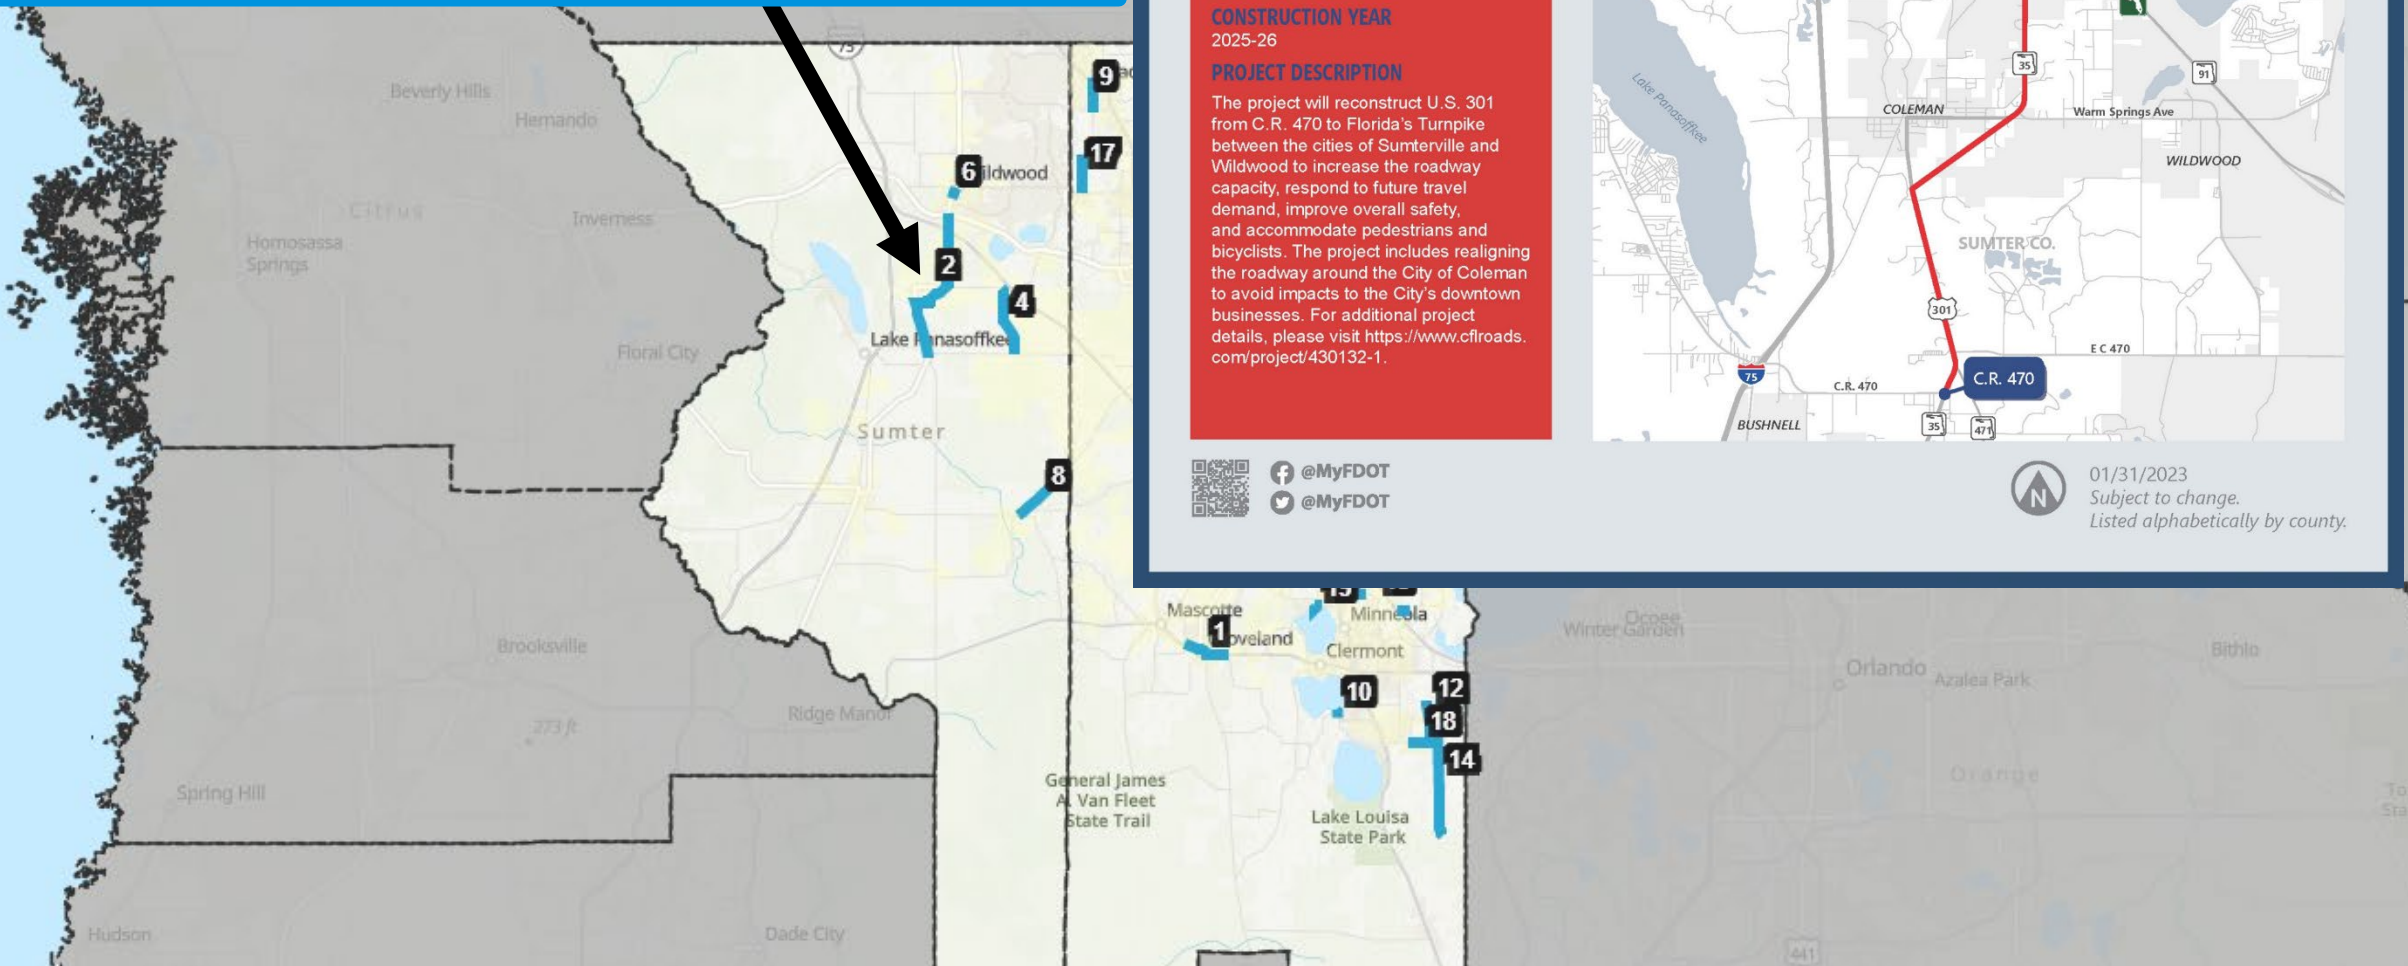 CONSTRUCTION YEAR
2025-26
PROJECT DESCRIPTION
The project will reconstruct U.S. 301
from C.R. 470 to Florida's Turnpike
between the cities of Sumterville and
Wildwood to increase the roadway
capacity, respond to future travel
demand, improve overall safety,
and accommodate pedestrians and
bicyclists. The project includes realigning
the roadway around the City of Coleman
to avoid impacts to the City's downtown
businesses. For additional project
details, please visit https://www.cflroads.
com/project/430132-1.
@MyFDOT
@MyFDOT
Lake Panasoffkee
35
91
COLEMAN
Warm Springs Ave
WILDWOOD
SUMTER CO.
301
E C 470
75
C.R. 470
C.R. 470
BUSHNELL
35
471
N
01/31/2023
Subject to change.
Listed alphabetically by county.
75
Beverly Hills
Hernando
9
17
6
ildwood
Citrus
Inverness
Homosassa
Springs
2
4
Lake P nasoffkee
Floral City
Sumter
8
Mascotte
1
oveland
Minneola
Clermont
Winter Garden
Ocoee
Bithlo
Brooksville
Orlando
Azalea Park
10
12
18
14
Ridge Manor
273 ft
Spring Hill
General James
A. Van Fleet
State Trail
Orange
Lake Louisa
State Park
Hudson
Dade City
441